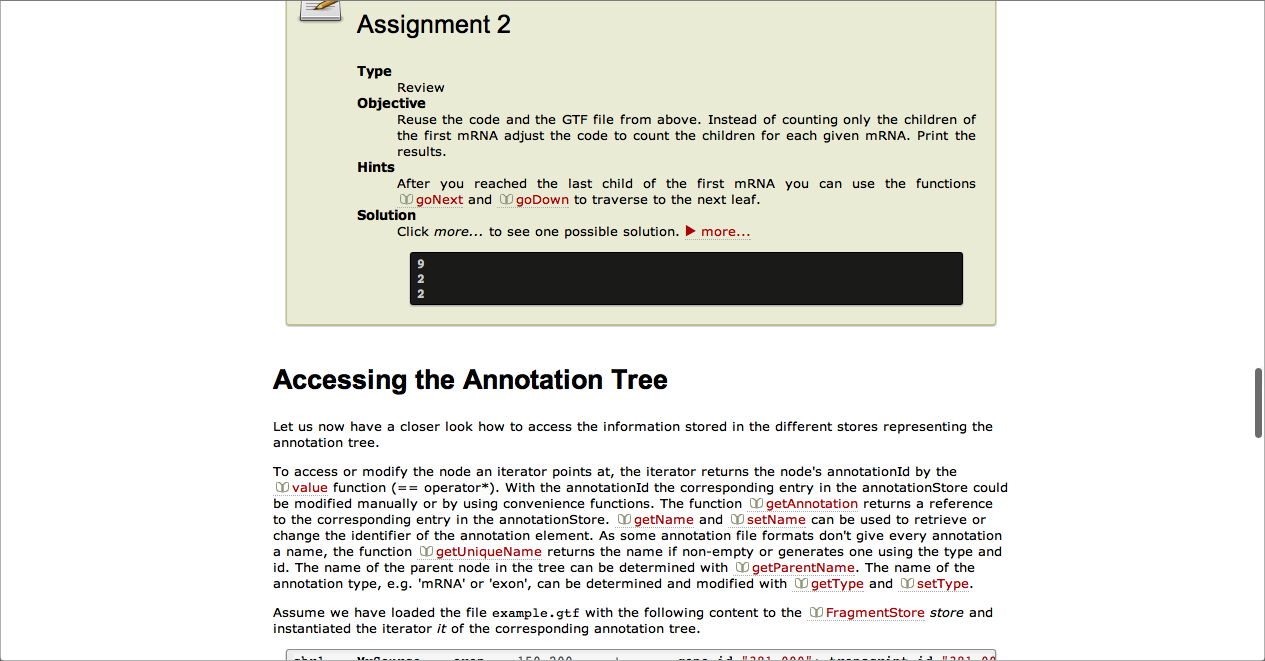 Assignment 2
Type
Review
Objective
Reuse the code and the GTF file from above. Instead of counting only the children of
the first mRNA adjust the code to count the children for each given mRNA. Print the
results.
Hints
After you reached the last child of the first mRNA you can use the functions
goNext and goDown to traverse to the next leaf.
Solution
Click more... to see one possible solution. more...
9
2
2
Accessing the Annotation Tree
Let us now have a closer look how to access the information stored in the different stores representing the
annotation tree.
To access or modify the node an iterator points at, the iterator returns the node's annotationId by the
value function (== operator*). With the annotationId the corresponding entry in the annotationStore could
be modified manually or by using convenience functions. The function getAnnotation returns a reference
to the corresponding entry in the annotationStore. getName and setName can be used to retrieve or
change the identifier of the annotation element. As some annotation file formats don't give every annotation
a name, the function getUniqueName returns the name if non-empty or generates one using the type and
id. The name of the parent node in the tree can be determined with getParentName. The name of the
annotation type, e.g. 'mRNA' or 'exon', can be determined and modified with getType and setType.
Assume we have loaded the file example.gtf with the following content to the FragmentStore store and
instantiated the iterator it of the corresponding annotation tree.